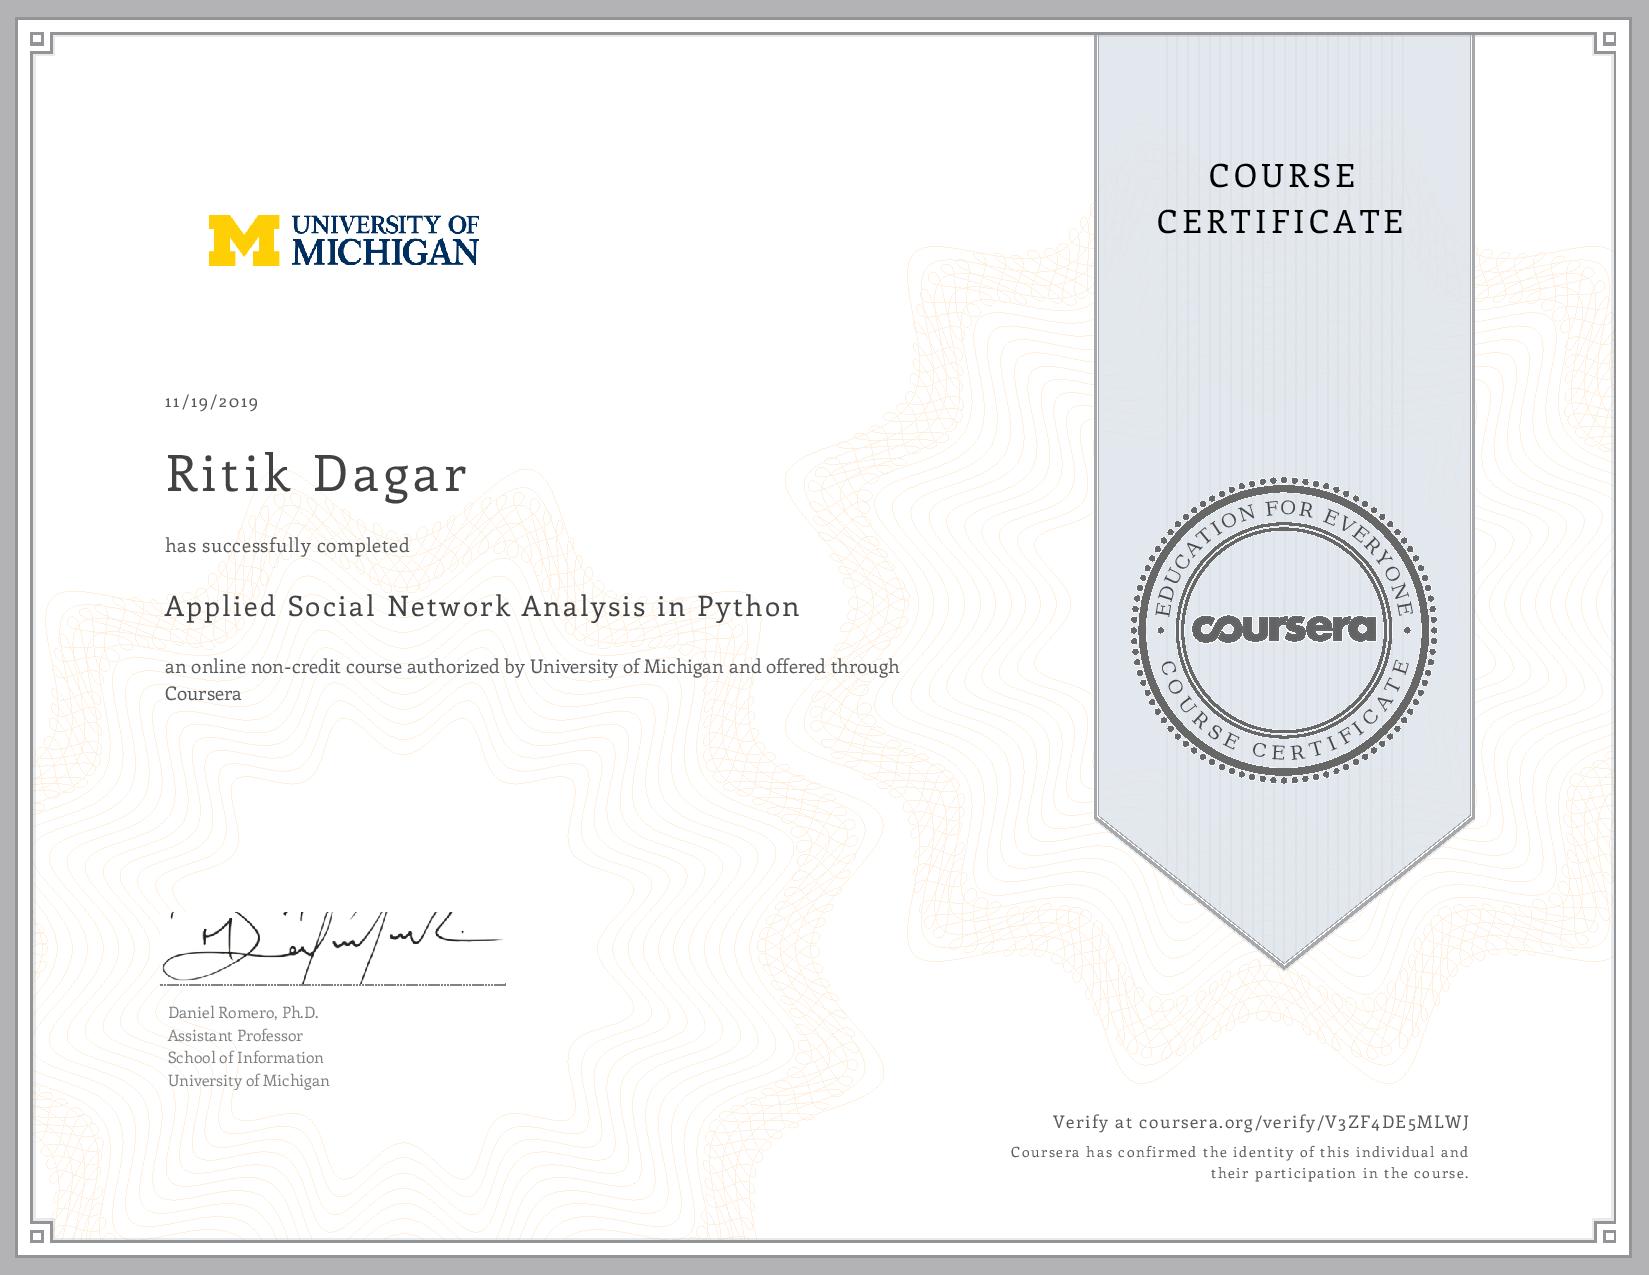 UNIVERSITY OF
MICHIGAN
COURSE
CERTIFICATE
11/19/2019
Ritik Dagar
has successfully completed
Applied Social Network Analysis in Python
an online non-credit course authorized by University of Michigan and offered through
Coursera
EDUCATION FOR EVERYONE
coursera
COURSE CERTIFICATE
Daniel Romero, Ph.D.
Assistant Professor
School of Information
University of Michigan
Verify at coursera.org/verify/V3ZF4DE5MLWJ
Coursera has confirmed the identity of this individual and
their participation in the course.